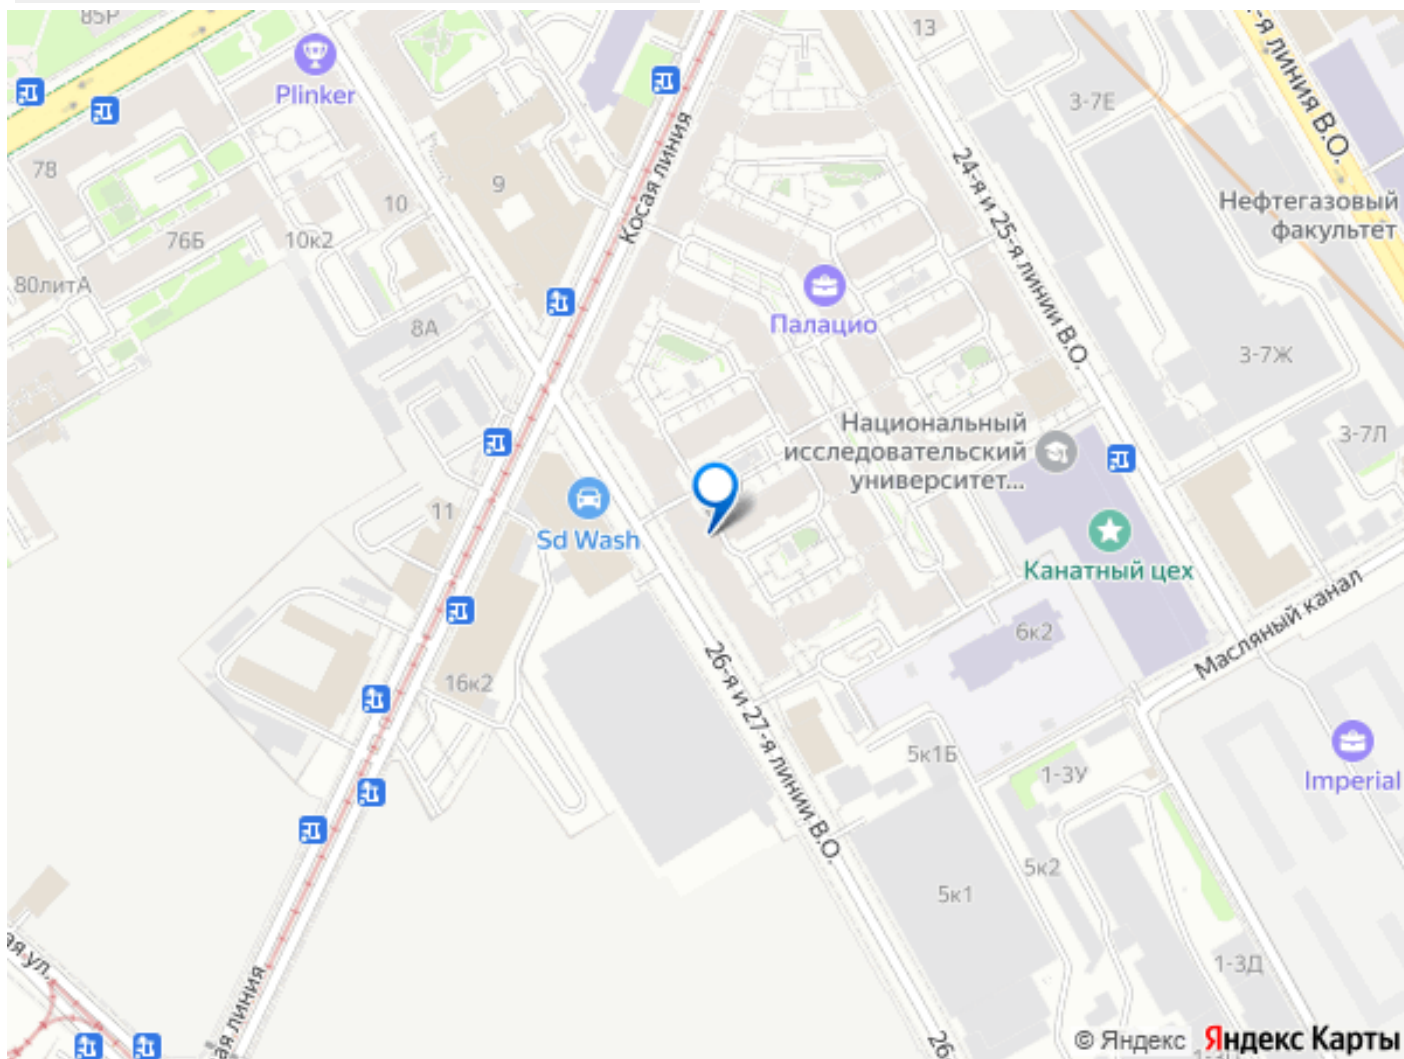 85Р
Plinker
78
76Б
10к2
10
9
80литА
8А
Косая линия
13
3-7Е
24-я и 25-я линии В.О.
-я линия В.О.
Нефтегазовый
факультет
Палацио
3-7Ж
3-7Л
Национальный
исследовательский
университет...
Sd Wash
11
Канатный цех
6к2
Масляный канал
16к2
26-я и 27-я линии В.О.
5к1Б
1-3У
Imperial
5к2
5к1
1-3Д
ая ул.
ая линия
26-
© Яндекс Яндекс Карты